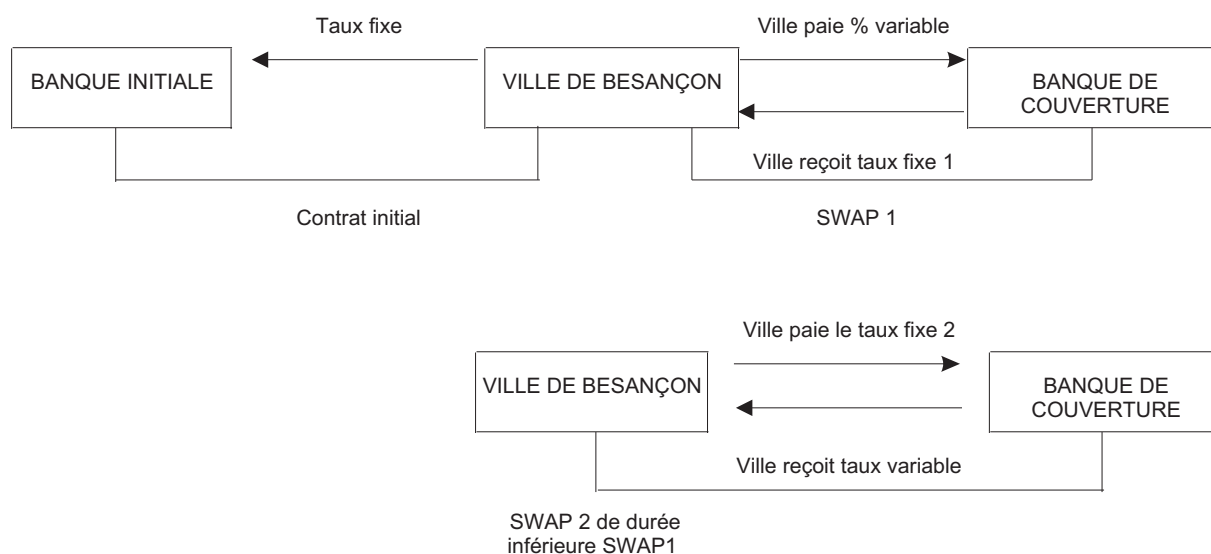 Taux fixe
Ville paie % variable
BANQUE INITIALE
VILLE DE BESANÇON
BANQUE DE
COUVERTURE
Ville reçoit taux fixe 1
Contrat initial
SWAP 1
Ville paie le taux fixe 2
VILLE DE BESANÇON
BANQUE DE
COUVERTURE
Ville reçoit taux variable
SWAP 2 de durée
inférieure SWAP1